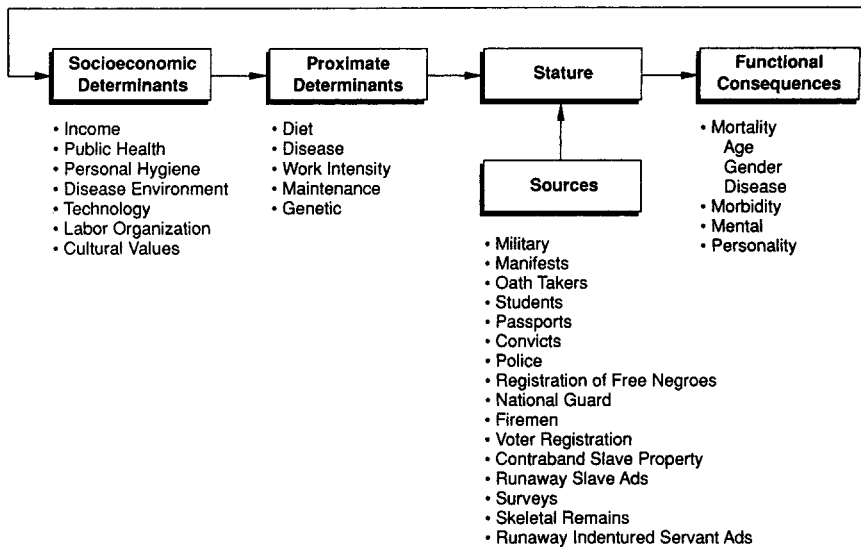 Socioeconomic
Determinants
• Income
• Public Health
• Personal Hygiene
• Disease Environment
• Technology
• Labor Organization
• Cultural Values
Proximate
Determinants
• Diet
• Disease
• Work Intensity
• Maintenance
• Genetic
Stature
Sources
• Military
• Manifests
• Oath Takers
• Students
• Passports
• Convicts
• Police
• Registration of Free Negroes
• National Guard
• Firemen
• Voter Registration
• Contraband Slave Property
• Runaway Slave Ads
• Surveys
• Skeletal Remains
• Runaway Indentured Servant Ads
Functional
Consequences
• Mortality
Age
Gender
Disease
• Morbidity
• Mental
• Personality